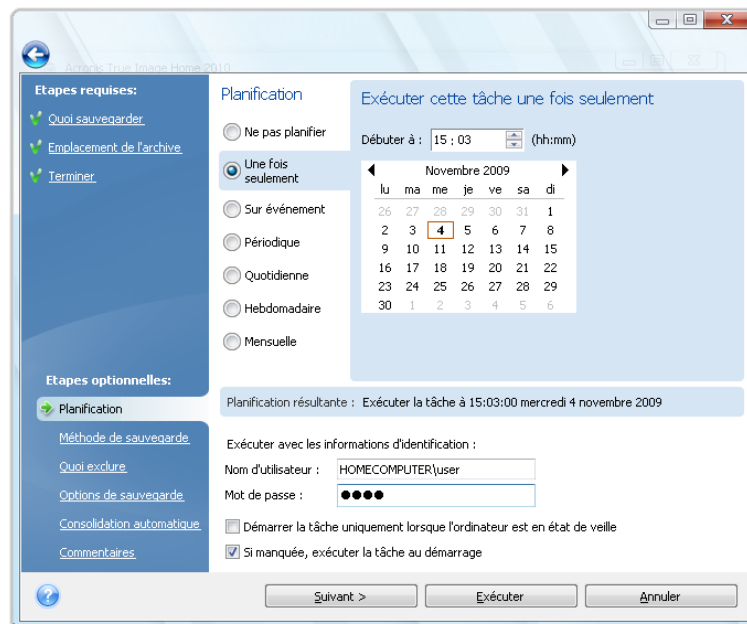 Acronis True Image Home 2010
Etapes requises:
Quoi sauvegarder
Emplacement de l'archive
Terminer
Etapes optionnelles:
Planification
Méthode de sauvegarde
Quoi exclure
Options de sauvegarde
Consolidation automatique
Commentaires
Planification
Ne pas planifier
Une fois
seulement
Sur événement
Périodique
Quotidienne
Hebdomadaire
Mensuelle
Exécuter cette tâche une fois seulement
Débuter à : 15 : 03 (hh:mm)
Novembre 2009
lu ma me je ve sa di
26 27 28 29 30 31 1
2 3 4 5 6 7 8
9 10 11 12 13 14 15
16 17 18 19 20 21 22
23 24 25 26 27 28 29
30 1 2 3 4 5 6
Planification résultante : Exécuter la tâche à 15:03:00 mercredi 4 novembre 2009
Exécuter avec les informations d'identification :
Nom d'utilisateur : HOMECOMPUTER\user
Mot de passe : ●●●●
Démarrer la tâche uniquement lorsque l'ordinateur est en état de veille
Si manquée, exécuter la tâche au démarrage
?
Suivant > Exécuter Annuler